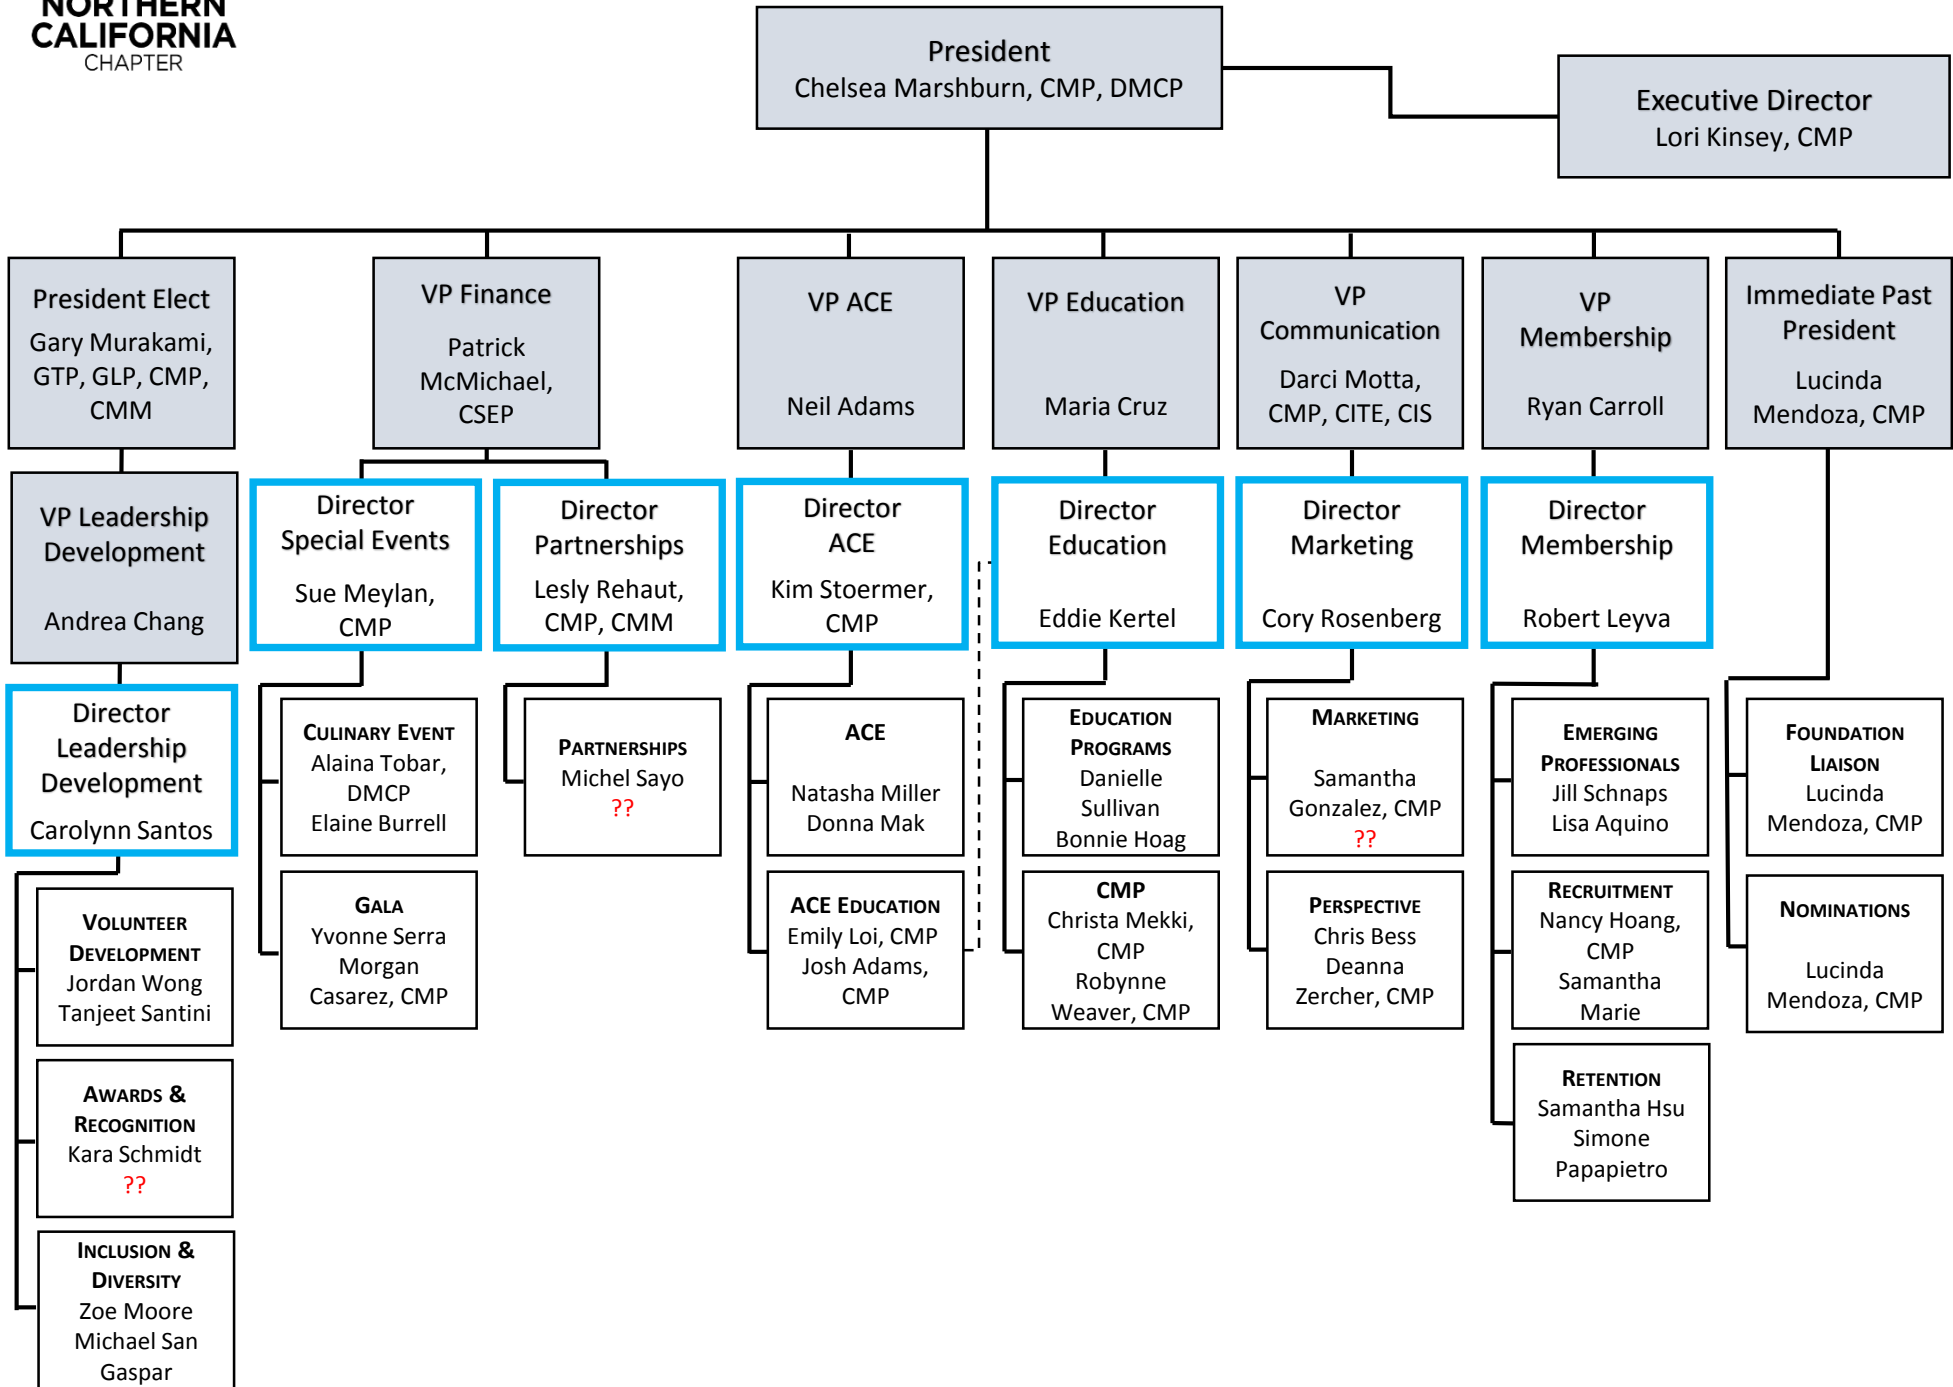 NORTHERN
CALIFORNIA
CHAPTER
President
Chelsea Marshburn, CMP, DMCP
Executive Director
Lori Kinsey, CMP
President Elect
Gary Murakami,
GTP, GLP, CMP,
CMM
VP Finance
Patrick
McMichael,
CSEP
VP ACE
Neil Adams
VP Education
Maria Cruz
VP
Communication
Darci Motta,
CMP, CITE, CIS
VP
Membership
Ryan Carroll
Immediate Past
President
Lucinda
Mendoza, CMP
VP Leadership
Development
Andrea Chang
Director
Special Events
Sue Meylan,
CMP
Director
Partnerships
Lesly Rehaut,
CMP, CMM
Director
ACE
Kim Stoermer,
CMP
Director
Education
Eddie Kertel
Director
Marketing
Cory Rosenberg
Director
Membership
Robert Leyva
Director
Leadership
Development
Carolynn Santos
CULINARY EVENT
Alaina Tobar,
DMCP
Elaine Burrell
PARTNERSHIPS
Michel Sayo
??
ACE
Natasha Miller
Donna Mak
EDUCATION
PROGRAMS
Danielle
Sullivan
Bonnie Hoag
MARKETING
Samantha
Gonzalez, CMP
??
EMERGING
PROFESSIONALS
Jill Schnaps
Lisa Aquino
FOUNDATION
LIAISON
Lucinda
Mendoza, CMP
VOLUNTEER
DEVELOPMENT
Jordan Wong
Tanjeet Santini
GALA
Yvonne Serra
Morgan
Casarez, CMP
ACE EDUCATION
Emily Loi, CMP
Josh Adams,
CMP
CMP
Christa Mekki,
CMP
Robynne
Weaver, CMP
PERSPECTIVE
Chris Bess
Deanna
Zercher, CMP
RECRUITMENT
Nancy Hoang,
CMP
Samantha
Marie
NOMINATIONS
Lucinda
Mendoza, CMP
AWARDS &
RECOGNITION
Kara Schmidt
??
RETENTION
Samantha Hsu
Simone
Papapietro
INCLUSION &
DIVERSITY
Zoe Moore
Michael San
Gaspar